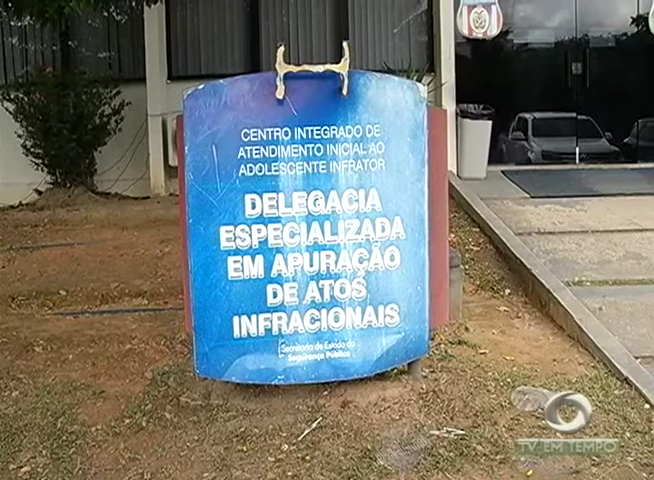 CENTRO INTEGRADO DE
ATENDIMENTO INICIAL AO
ADOLESCENTE INFRATOR
DELEGACIA
ESPECIALIZADA
EM APURAÇÃO
DE ATOS
INFRACIONAIS
Secretaria de Estado da
Segurança Pública
TV EM TEMPO